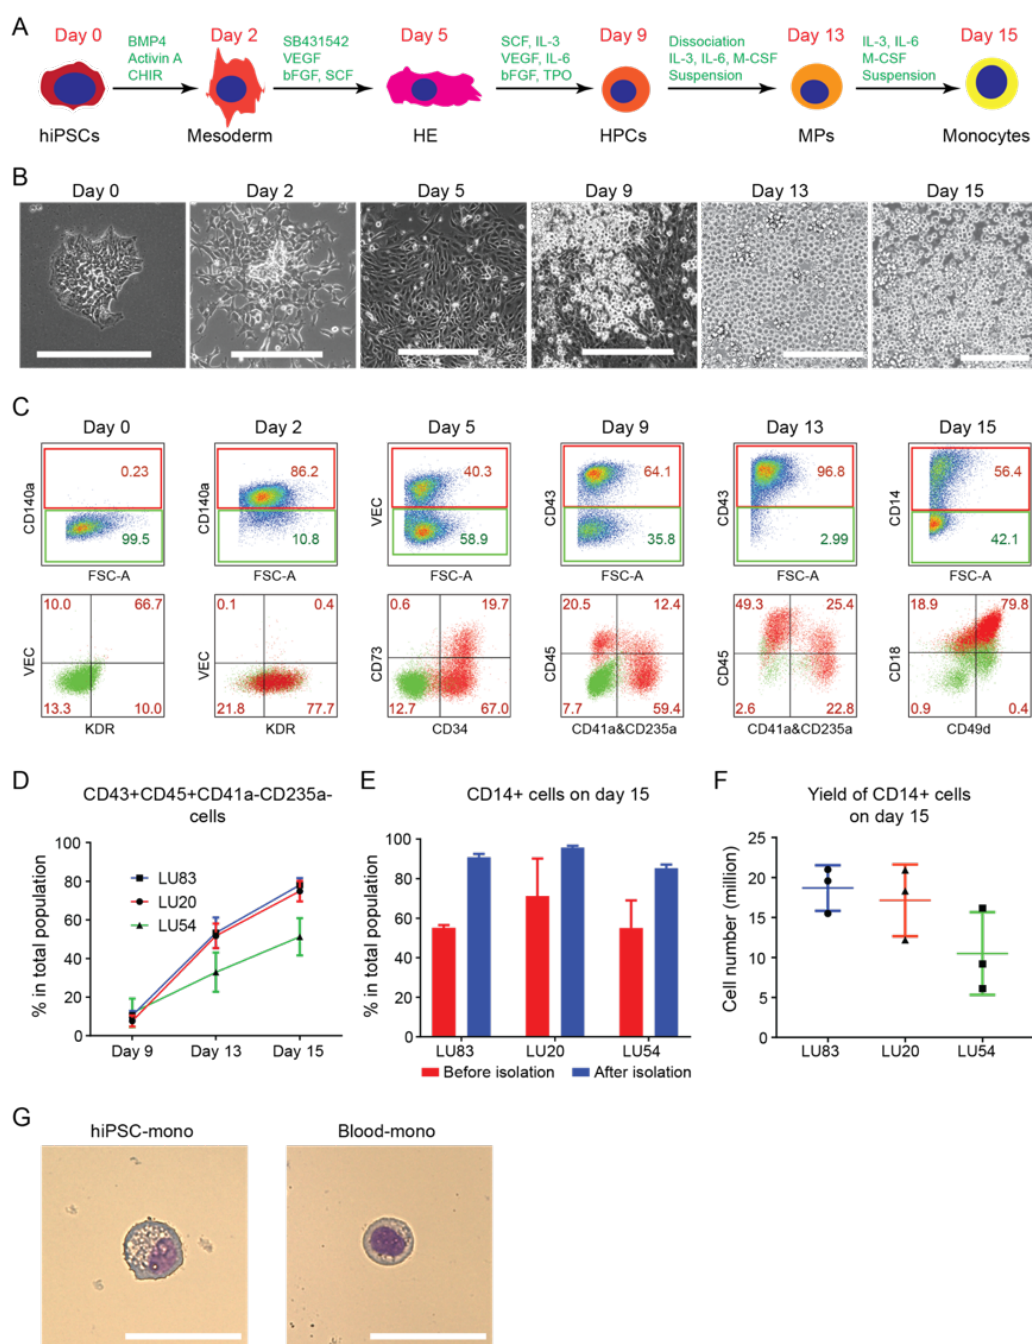 A
Day 0
Day 2
Day 5
Day 9
Day 13
Day 15
BMP4
Activin A
CHIR
SB431542
VEGF
bFGF, SCF
SCF, IL-3
VEGF, IL-6
bFGF, TPO
Dissociation
IL-3, IL-6, M-CSF
Suspension
IL-3, IL-6
M-CSF
Suspension
hiPSCs
Mesoderm
HE
HPCs
MPs
Monocytes
B
Day 0
Day 2
Day 5
Day 9
Day 13
Day 15
C
Day 0
Day 2
Day 5
Day 9
Day 13
Day 15
CD140a
0.23
99.5
FSC-A
CD140a
86.2
10.8
FSC-A
VEC
40.3
58.9
FSC-A
CD43
64.1
35.8
FSC-A
CD43
96.8
2.99
FSC-A
CD14
56.4
42.1
FSC-A
VEC
10.0
66.7
13.3
10.0
KDR
VEC
0.1
0.4
21.8
77.7
KDR
CD73
0.6
19.7
12.7
67.0
CD34
CD45
20.5
12.4
7.7
59.4
CD41a&CD235a
CD45
49.3
25.4
2.6
22.8
CD41a&CD235a
CD18
18.9
79.8
0.9
0.4
CD49d
D
CD43+CD45+CD41a-CD235a-
cells
% in total population
100
80
60
40
20
0
LU83
LU20
LU54
Day 9
Day 13
Day 15
E
CD14+ cells on day 15
% in total population
100
80
60
40
20
0
LU83
LU20
LU54
Before isolation
After isolation
F
Yield of CD14+ cells
on day 15
Cell number (million)
25
20
15
10
5
0
LU83
LU20
LU54
G
hiPSC-mono
Blood-mono